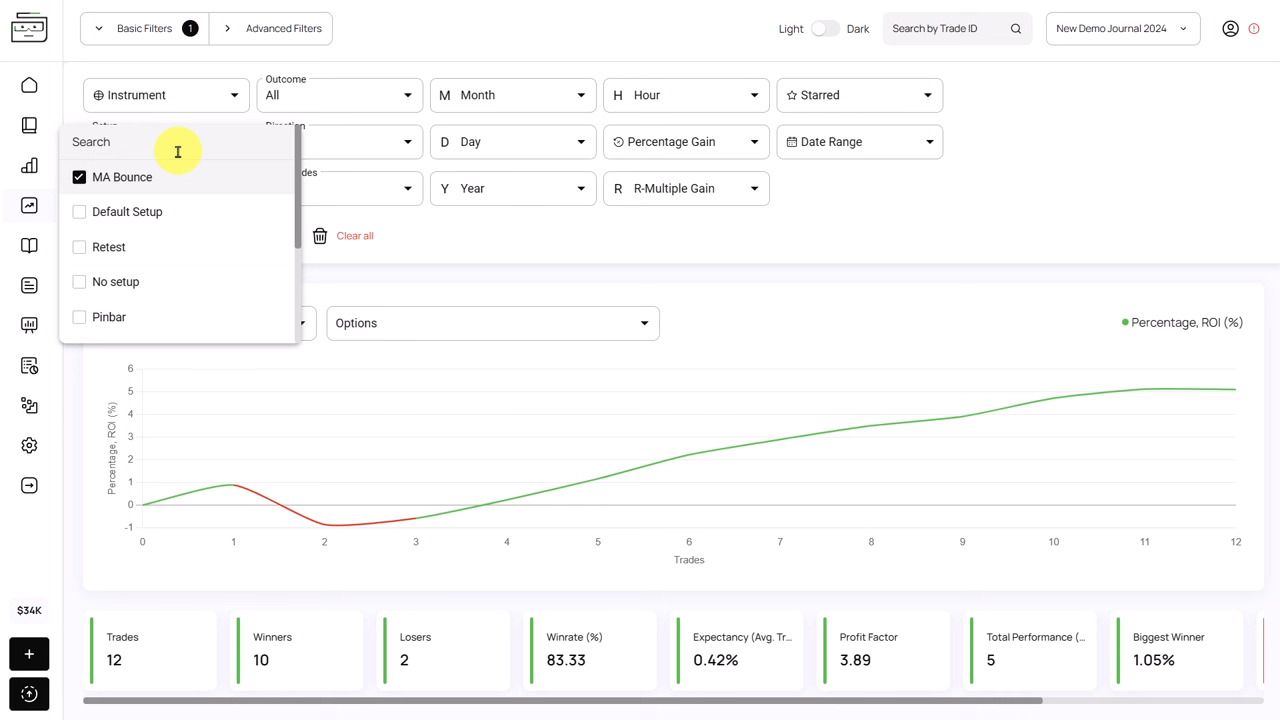 Basic Filters 1
Advanced Filters
Light
Dark
Search by Trade ID
New Demo Journal 2024
Instrument
Outcome
All
M Month
H Hour
Starred
Direction
D Day
Percentage Gain
Date Range
Y Year
R R-Multiple Gain
Clear all
Search
MA Bounce
Default Setup
Retest
No setup
Pinbar
Options
Percentage, ROI (%)
Percentage, ROI (%)
6
5
4
3
2
1
0
-1
0 1 2 3 4 5 6 7 8 9 10 11 12
Trades
$34K
Trades
12
Winners
10
Losers
2
Winrate (%)
83.33
Expectancy (Avg. Tr...
0.42%
Profit Factor
3.89
Total Performance (...
5
Biggest Winner
1.05%